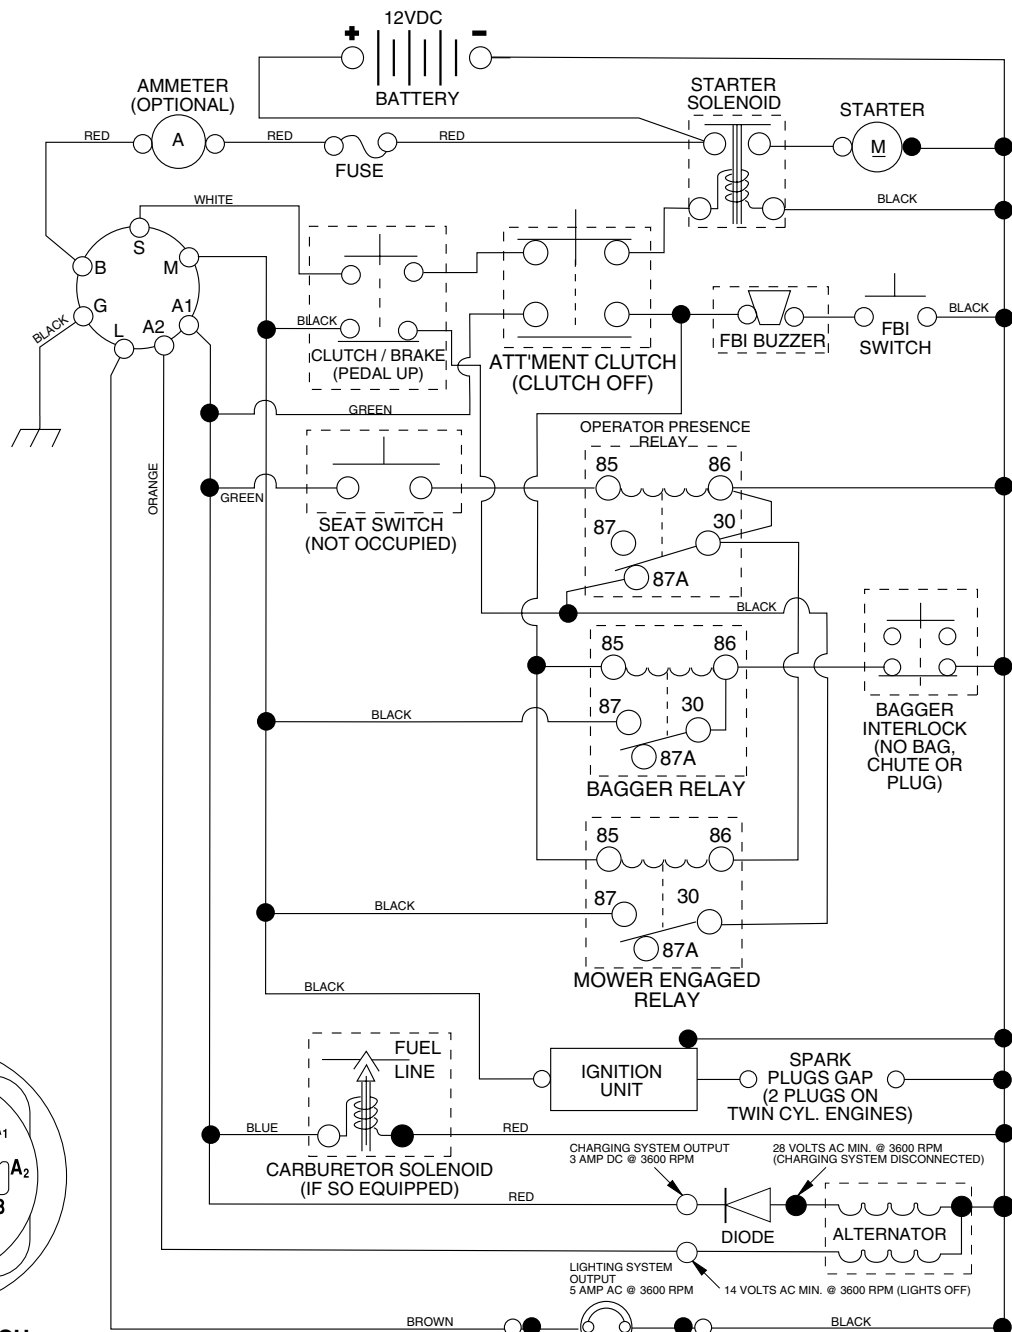 12VDC
+
-
BATTERY
AMMETER
(OPTIONAL)
STARTER
SOLENOID
STARTER
RED
A
RED
FUSE
RED
M
WHITE
BLACK
S
B
M
G
A1
L
A2
BLACK
BLACK
CLUTCH / BRAKE
(PEDAL UP)
ATT'MENT CLUTCH
(CLUTCH OFF)
FBI BUZZER
FBI
SWITCH
BLACK
GREEN
OPERATOR PRESENCE
RELAY
ORANGE
GREEN
SEAT SWITCH
(NOT OCCUPIED)
85
86
87
30
87A
BLACK
85
86
BLACK
87
30
87A
BAGGER RELAY
BAGGER
INTERLOCK
(NO BAG,
CHUTE OR
PLUG)
85
86
BLACK
87
30
87A
MOWER ENGAGED
RELAY
BLACK
FUEL
LINE
IGNITION
UNIT
SPARK
PLUGS GAP
(2 PLUGS ON
TWIN CYL. ENGINES)
BLUE
RED
CARBURETOR SOLENOID
(IF SO EQUIPPED)
CHARGING SYSTEM OUTPUT
3 AMP DC @ 3600 RPM
28 VOLTS AC MIN. @ 3600 RPM
(CHARGING SYSTEM DISCONNECTED)
A2
RED
DIODE
ALTERNATOR
LIGHTING SYSTEM
OUTPUT
5 AMP AC @ 3600 RPM
14 VOLTS AC MIN. @ 3600 RPM (LIGHTS OFF)
BROWN
BLACK